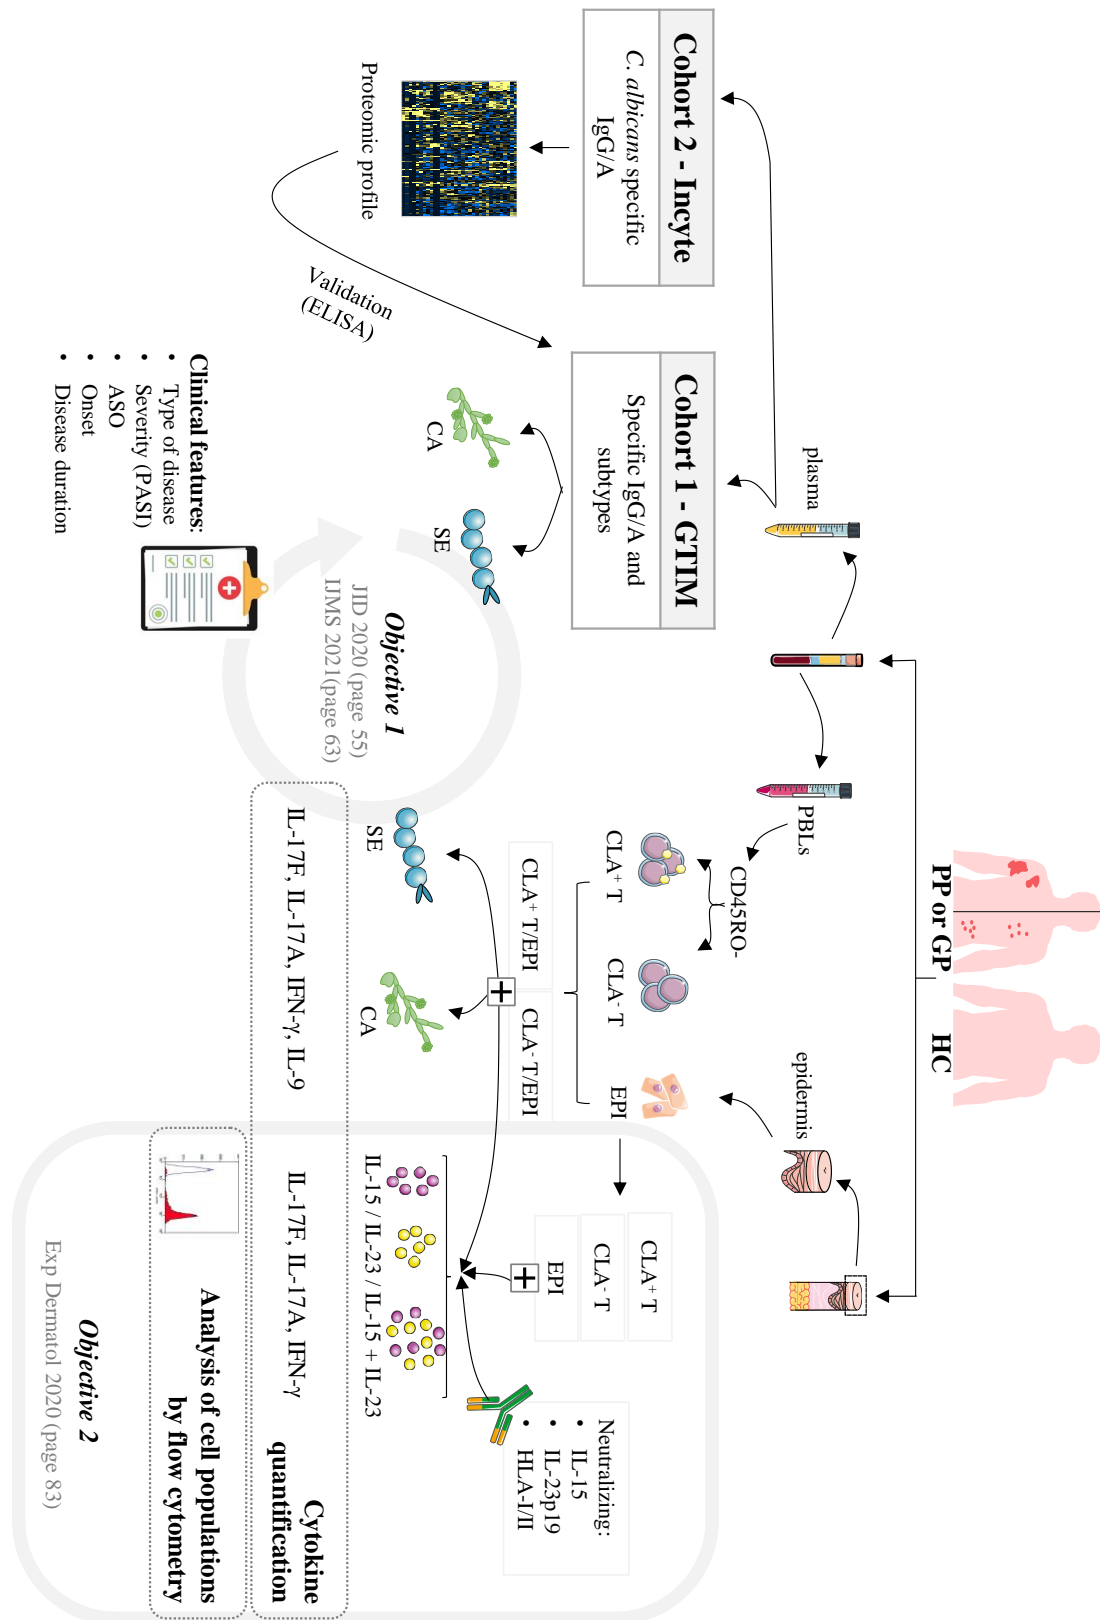 PP or GP
HC
plasma
PBLs
epidermis
Cohort 2 - Incyte
C. albicans specific
IgG/A
Proteomic profile
Validation
(ELISA)
Cohort 1 - GTIM
Specific IgG/A and
subtypes
CA
SE
Clinical features:
• Type of disease
• Severity (PASI)
• ASO
• Onset
• Disease duration
Objective 1
JID 2020 (page 55)
IJMS 2021(page 63)
CD45RO-
CLA+ T
CLA- T
EPI
CLA+ T/EPI
CLA- T/EPI
+
SE
CA
CLA+ T
CLA- T
EPI
+
Neutralizing:
• IL-15
• IL-23p19
• HLA-I/II
IL-15 / IL-23 / IL-15 + IL-23
IL-17F, IL-17A, IFN-γ, IL-9
IL-17F, IL-17A, IFN-γ
Cytokine
quantification
Analysis of cell populations
by flow cytometry
Objective 2
Exp Dermatol 2020 (page 83)